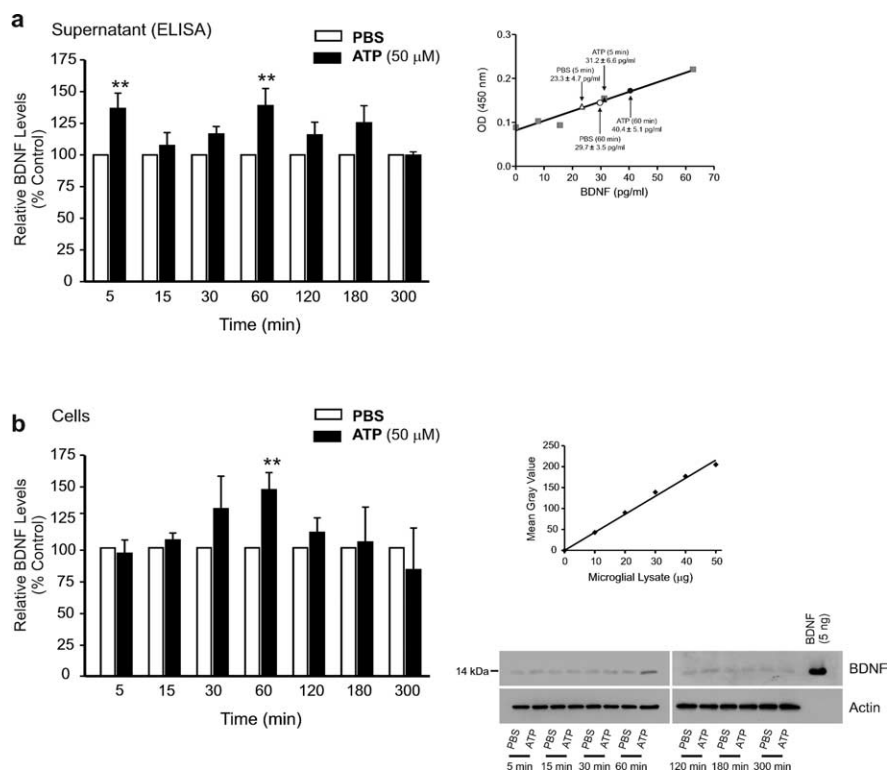 a
Supernatant (ELISA)
PBS
ATP (50 μM)
Relative BDNF Levels
(% Control)
175
150
125
100
75
50
25
0
**
**
5 15 30 60 120 180 300
Time (min)
OD (450 nm)
0.3
0.2
0.1
0
ATP (5 min)
31.2 ± 6.6 pg/ml
PBS (5 min)
23.3 ± 4.7 pg/ml
ATP (60 min)
40.4 ± 5.1 pg/ml
PBS (60 min)
29.7 ± 3.5 pg/ml
0 10 20 30 40 50 60 70
BDNF (pg/ml)
b
Cells
PBS
ATP (50 μM)
Relative BDNF Levels
(% Control)
175
150
125
100
75
50
25
0
**
5 15 30 60 120 180 300
Time (min)
Mean Gray Value
250
200
150
100
50
0
0 10 20 30 40 50
Microglial Lysate (μg)
BDNF
(5 ng)
14 kDa
BDNF
Actin
PBS ATP PBS ATP PBS ATP PBS ATP PBS ATP PBS ATP PBS ATP
5 min 15 min 30 min 60 min 120 min 180 min 300 min